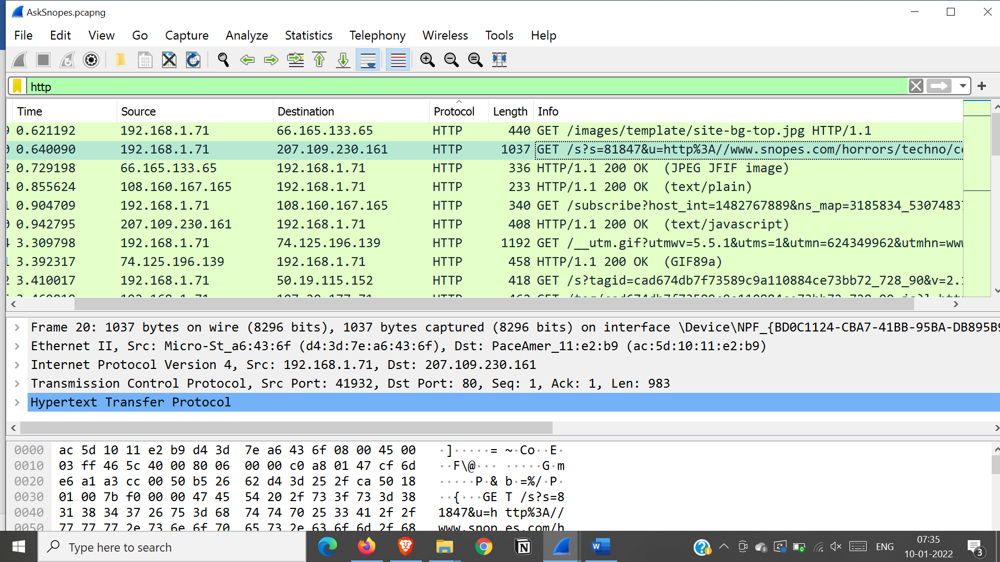 AskSnopes.pcapng
File Edit View Go Capture Analyze Statistics Telephony Wireless Tools Help
http
Time Source Destination Protocol Length Info
0.621192 192.168.1.71 66.165.133.65 HTTP 440 GET /images/template/site-bg-top.jpg HTTP/1.1
0.640090 192.168.1.71 207.109.230.161 HTTP 1037 GET /s?s=81847&u=http%3A//www.snopes.com/horrors/techno/c
0.729198 66.165.133.65 192.168.1.71 HTTP 336 HTTP/1.1 200 OK (JPEG JFIF image)
0.855624 108.160.167.165 192.168.1.71 HTTP 233 HTTP/1.1 200 OK (text/plain)
0.904709 192.168.1.71 108.160.167.165 HTTP 340 GET /subscribe?host_int=1482767889&ns_map=3185834_5307483
0.942795 207.109.230.161 192.168.1.71 HTTP 408 HTTP/1.1 200 OK (text/javascript)
3.309798 192.168.1.71 74.125.196.139 HTTP 1192 GET /__utm.gif?utmwv=5.5.1&utms=1&utmn=624349962&utmhn=ww
3.392317 74.125.196.139 192.168.1.71 HTTP 458 HTTP/1.1 200 OK (GIF89a)
3.410017 192.168.1.71 50.19.115.152 HTTP 418 GET /s?tagid=cad674db7f73589c9a110884ce73bb72_728_90&v=2.
Frame 20: 1037 bytes on wire (8296 bits), 1037 bytes captured (8296 bits) on interface \Device\NPF_{BD0C1124-CBA7-41BB-95BA-DB895B9
Ethernet II, Src: Micro-St_a6:43:6f (d4:3d:7e:a6:43:6f), Dst: PaceAmer_11:e2:b9 (ac:5d:10:11:e2:b9)
Internet Protocol Version 4, Src: 192.168.1.71, Dst: 207.109.230.161
Transmission Control Protocol, Src Port: 41932, Dst Port: 80, Seq: 1, Ack: 1, Len: 983
Hypertext Transfer Protocol
0000 ac 5d 10 11 e2 b9 d4 3d 7e a6 43 6f 08 00 45 00 ·]·····= ~·Co··E·
0010 03 ff 46 5c 40 00 80 06 00 00 c0 a8 01 47 cf 6d ··F\@··· ·····G·m
0020 e6 a1 a3 cc 00 50 b5 26 62 d4 3d 25 2f ca 50 18 ·····P·& b·=%/·P·
0030 01 00 7b f0 00 00 47 45 54 20 2f 73 3f 73 3d 38 ··{···GE T /s?s=8
0040 31 38 34 37 26 75 3d 68 74 74 70 25 33 41 2f 2f 1847&u=h ttp%3A//
0050 77 77 77 2e 73 6e 6f 70 65 73 2e 63 6f 6d 2f 68 www.snop es.com/h
Type here to search
W
N
ENG
07:35
10-01-2022
3